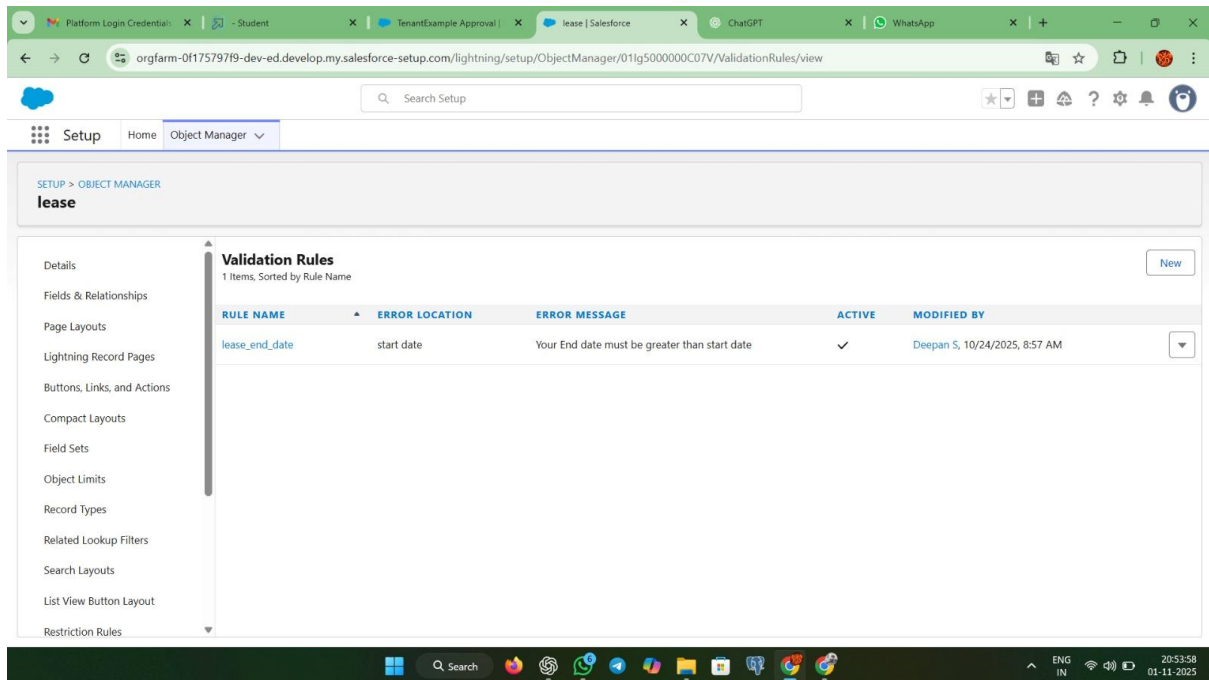 Platform Login Credentials
- Student
TenantExample Approval |
lease | Salesforce
ChatGPT
WhatsApp
orgfarm-0f175797f9-dev-ed.develop.my.salesforce-setup.com/lightning/setup/ObjectManager/01Ig5000000C07V/ValidationRules/view
Search Setup
Setup
Home
Object Manager
SETUP > OBJECT MANAGER
lease
Details
Fields & Relationships
Page Layouts
Lightning Record Pages
Buttons, Links, and Actions
Compact Layouts
Field Sets
Object Limits
Record Types
Related Lookup Filters
Search Layouts
List View Button Layout
Restriction Rules
Validation Rules
1 Items, Sorted by Rule Name
New
RULE NAME ERROR LOCATION ERROR MESSAGE ACTIVE MODIFIED BY
lease_end_date start date Your End date must be greater than start date Deepan S, 10/24/2025, 8:57 AM
Search
ENG
IN
20:53:58
01-11-2025